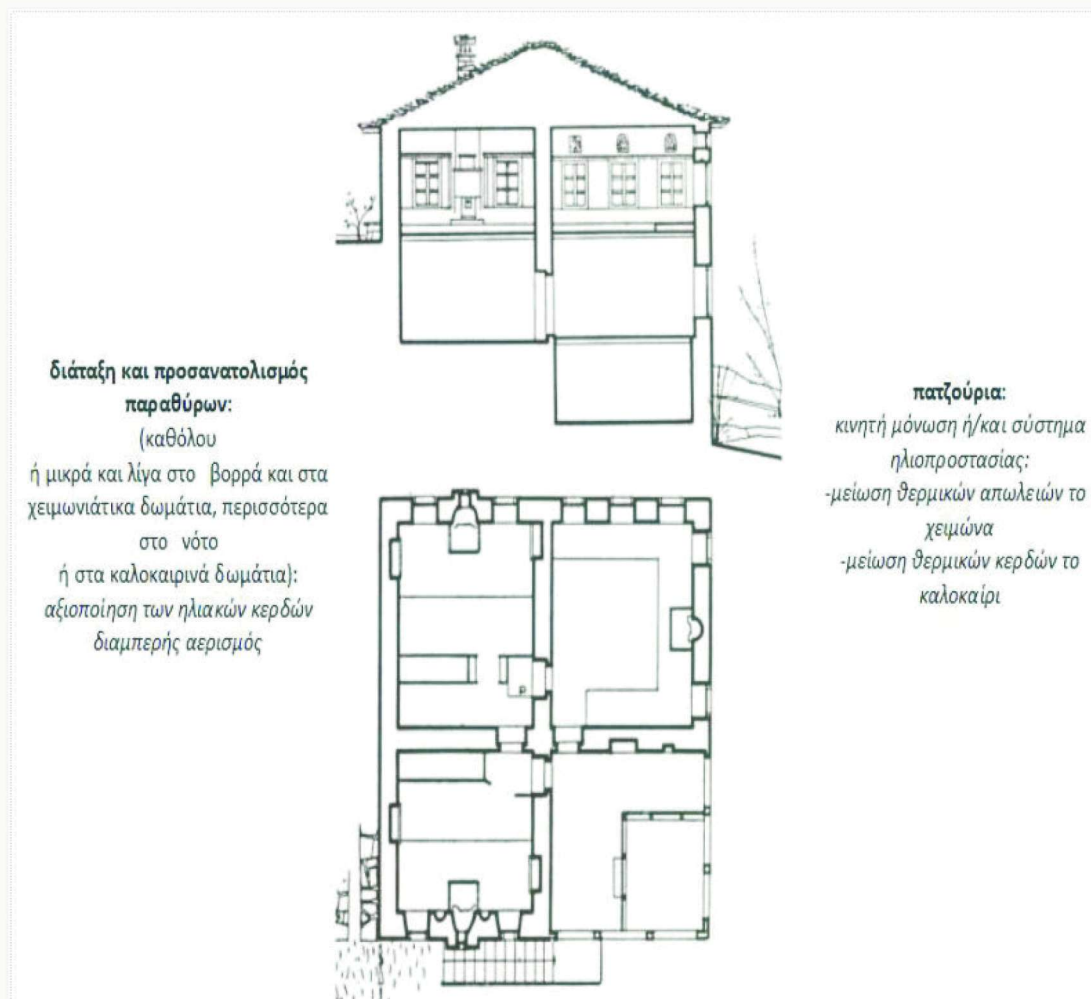 διάταξη και προσανατολισμός
παραθύρων:
(καθόλου
ή μικρά και λίγα στο βορρά και στα
χειμωνιάτικα δωμάτια, περισσότερα
στο νότο
ή στα καλοκαιρινά δωμάτια):
αξιοποίηση των ηλιακών κερδών
διαμπερής αερισμός
πατζούρια:
κινητή μόνωση ή/και σύστημα
ηλιοπροστασίας:
-μείωση θερμικών απωλειών το
χειμώνα
-μείωση θερμικών κερδών το
καλοκαίρι